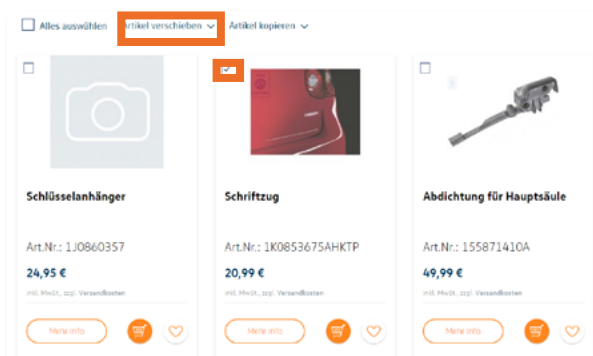 Alles auswählen Artikel verschieben Artikel kopieren
Schlüsselanhänger Schriftzug Abdichtung für Hauptsäule
Art.Nr.: 1J0860357 Art.Nr.: 1K0853675AHKTP Art.Nr.: 155871410A
24,95 € 20,99 € 49,99 €
inkl. MwSt., zzgl. Versandkosten inkl. MwSt., zzgl. Versandkosten inkl. MwSt., zzgl. Versandkosten
Mehr Info Mehr Info Mehr Info